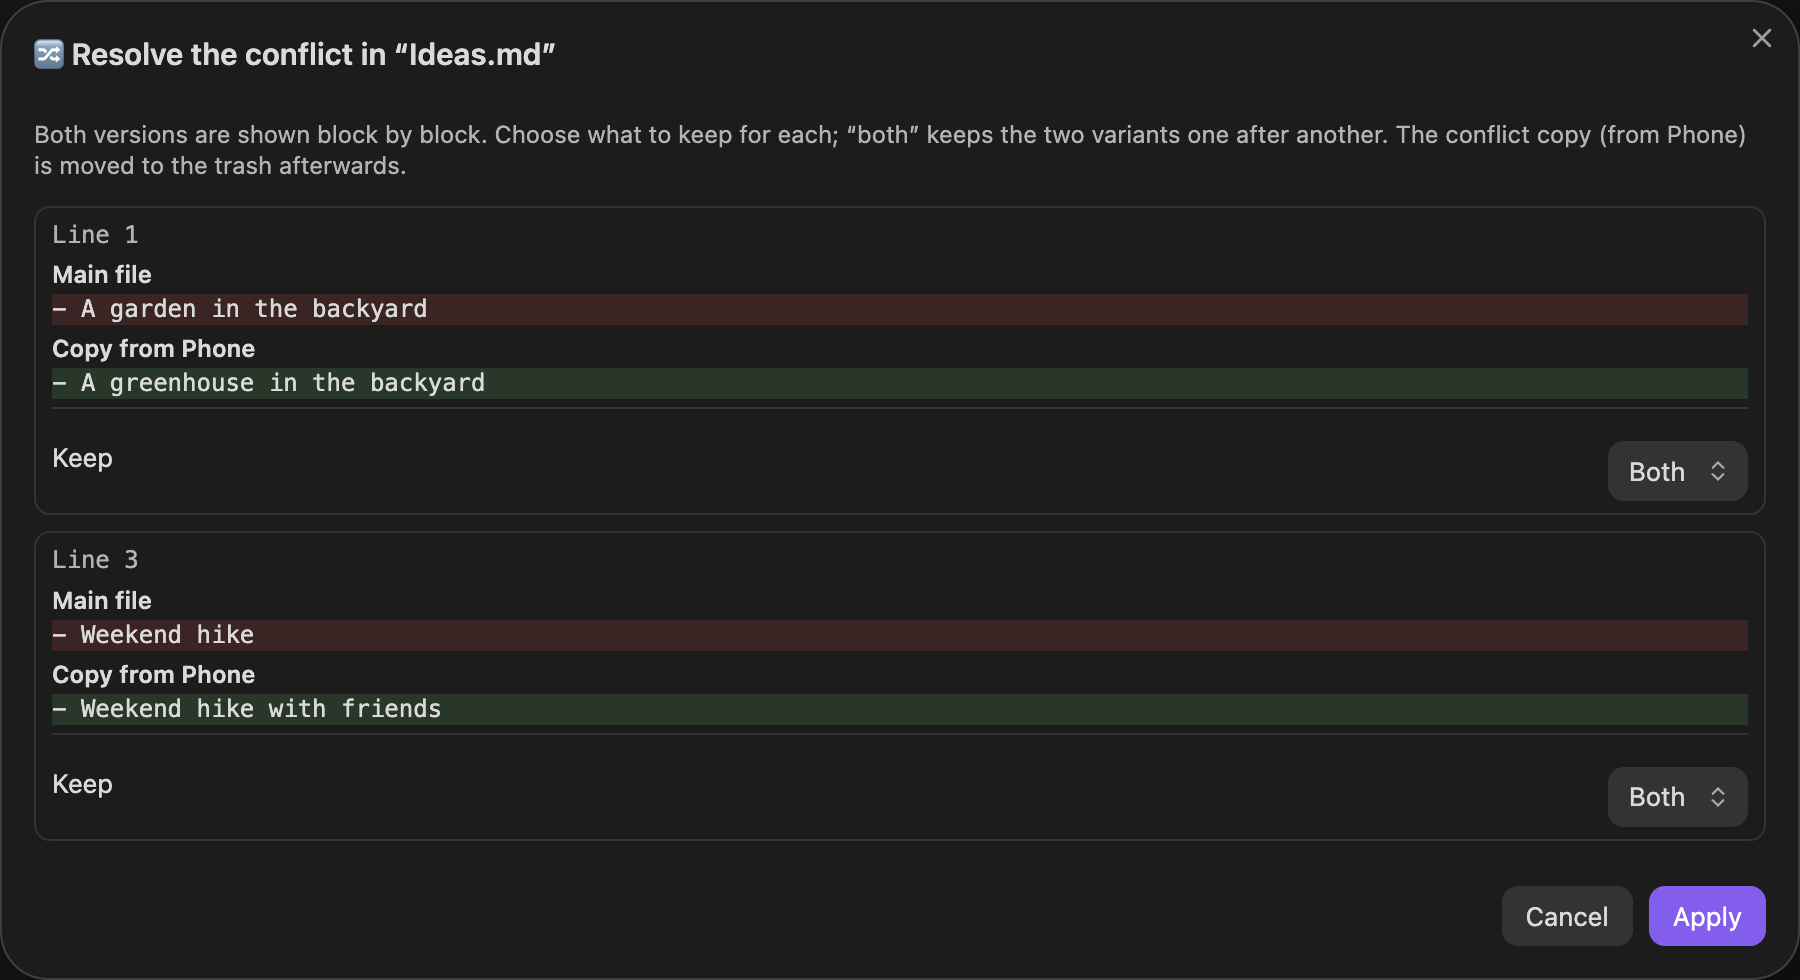 🔀 Resolve the conflict in “Ideas.md”
Both versions are shown block by block. Choose what to keep for each; “both” keeps the two variants one after another. The conflict copy (from Phone)
is moved to the trash afterwards.
Line 1
Main file
– A garden in the backyard
Copy from Phone
– A greenhouse in the backyard
Keep
Both
Line 3
Main file
– Weekend hike
Copy from Phone
– Weekend hike with friends
Keep
Both
Cancel
Apply